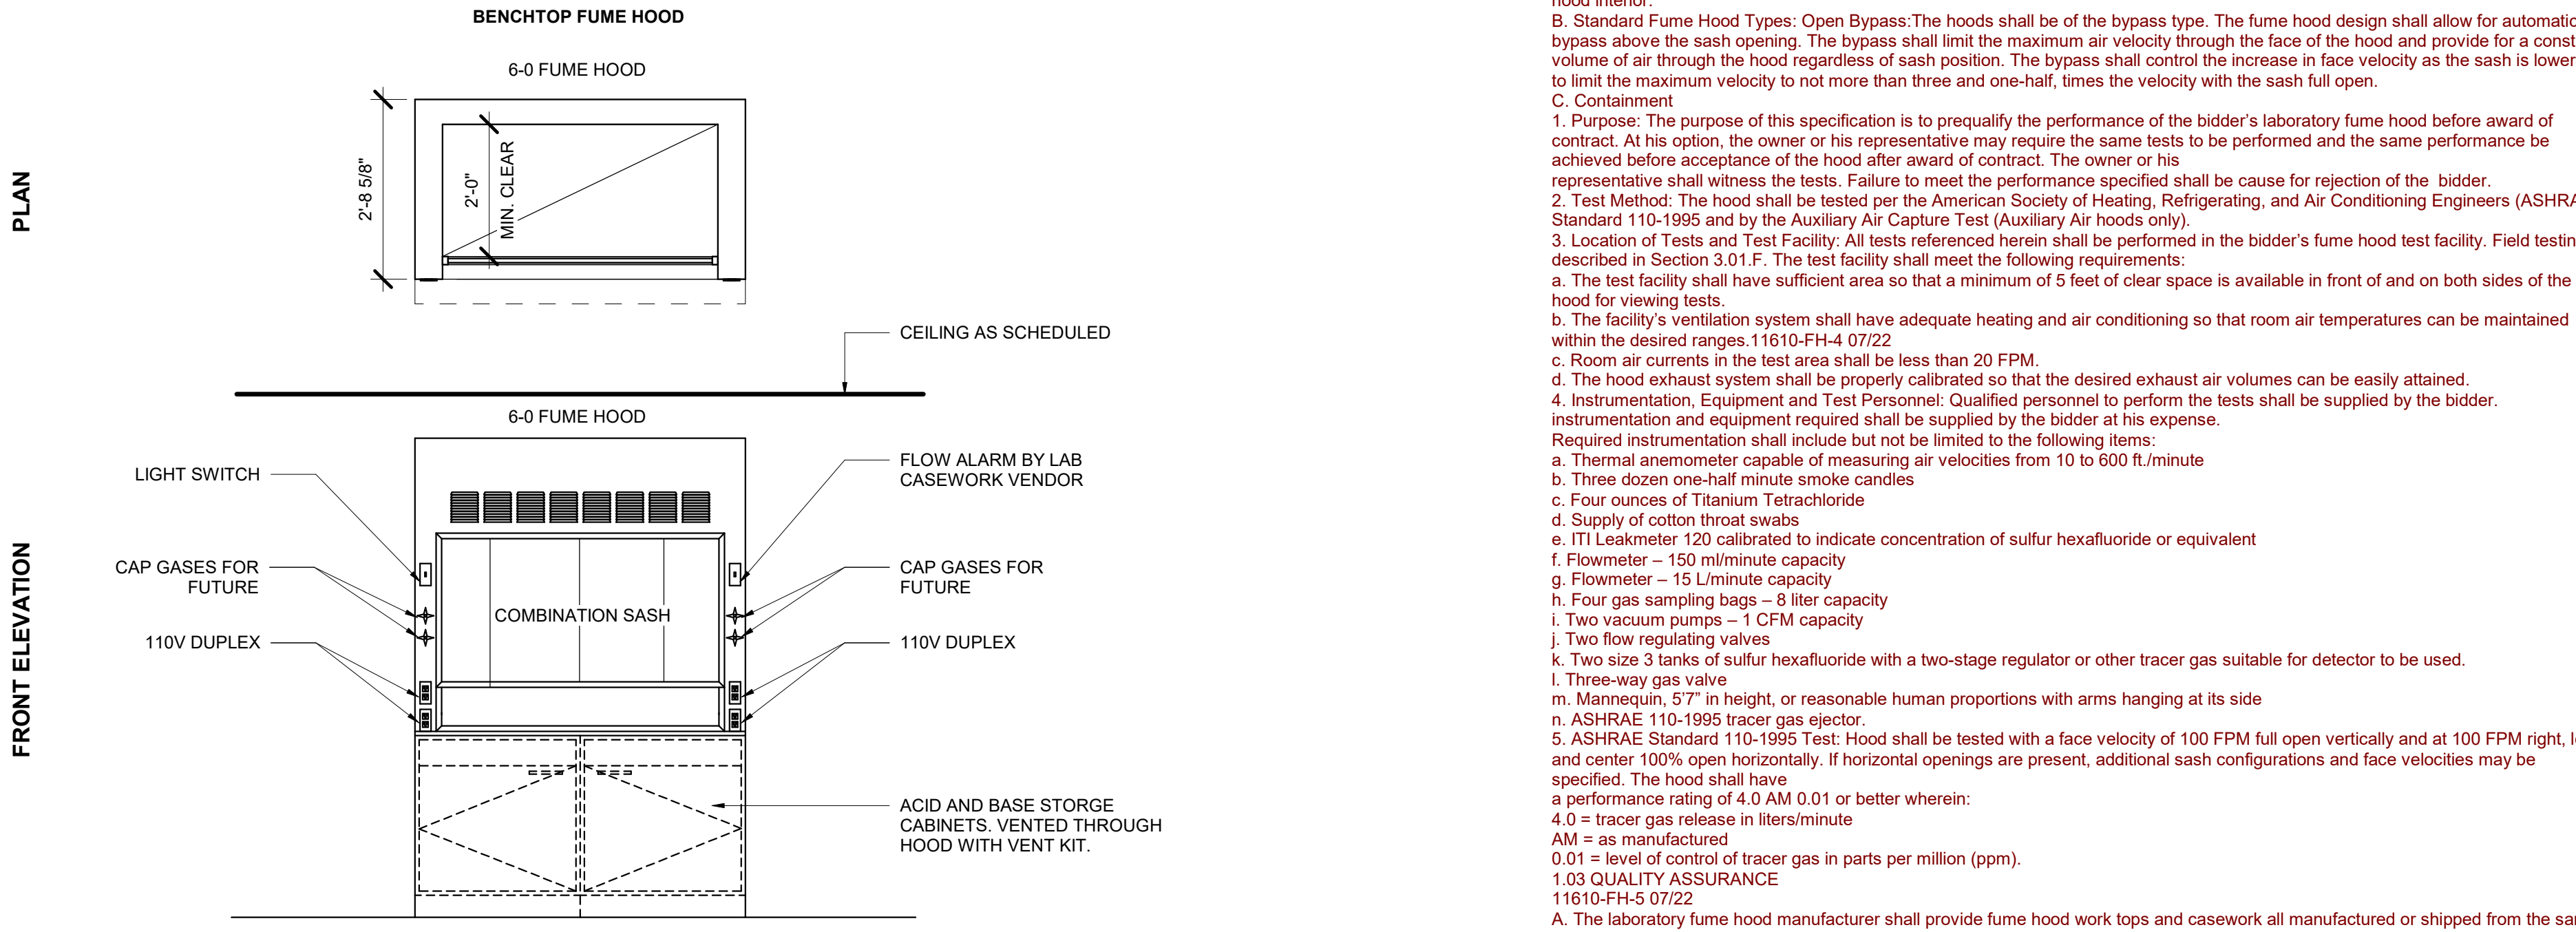 BENCHTOP FUME HOOD
6-0 FUME HOOD
PLAN
2'-8 5/8"
2'-0"
MIN. CLEAR
CEILING AS SCHEDULED
6-0 FUME HOOD
FRONT ELEVATION
LIGHT SWITCH
CAP GASES FOR
FUTURE
110V DUPLEX
COMBINATION SASH
FLOW ALARM BY LAB
CASEWORK VENDOR
CAP GASES FOR
FUTURE
110V DUPLEX
ACID AND BASE STORGE
CABINETS. VENTED THROUGH
HOOD WITH VENT KIT.
hood interior.
B. Standard Fume Hood Types: Open Bypass:The hoods shall be of the bypass type. The fume hood design shall allow for automatic
bypass above the sash opening. The bypass shall limit the maximum air velocity through the face of the hood and provide for a const
volume of air through the hood regardless of sash position. The bypass shall control the increase in face velocity as the sash is lower
to limit the maximum velocity to not more than three and one-half, times the velocity with the sash full open.
C. Containment
1. Purpose: The purpose of this specification is to prequalify the performance of the bidder's laboratory fume hood before award of
contract. At his option, the owner or his representative may require the same tests to be performed and the same performance be
achieved before acceptance of the hood after award of contract. The owner or his
representative shall witness the tests. Failure to meet the performance specified shall be cause for rejection of the  bidder.
2. Test Method: The hood shall be tested per the American Society of Heating, Refrigerating, and Air Conditioning Engineers (ASHRA
Standard 110-1995 and by the Auxiliary Air Capture Test (Auxiliary Air hoods only).
3. Location of Tests and Test Facility: All tests referenced herein shall be performed in the bidder's fume hood test facility. Field testin
described in Section 3.01.F. The test facility shall meet the following requirements:
a. The test facility shall have sufficient area so that a minimum of 5 feet of clear space is available in front of and on both sides of the
hood for viewing tests.
b. The facility's ventilation system shall have adequate heating and air conditioning so that room air temperatures can be maintained
within the desired ranges.11610-FH-4 07/22
c. Room air currents in the test area shall be less than 20 FPM.
d. The hood exhaust system shall be properly calibrated so that the desired exhaust air volumes can be easily attained.
4. Instrumentation, Equipment and Test Personnel: Qualified personnel to perform the tests shall be supplied by the bidder.
instrumentation and equipment required shall be supplied by the bidder at his expense.
Required instrumentation shall include but not be limited to the following items:
a. Thermal anemometer capable of measuring air velocities from 10 to 600 ft./minute
b. Three dozen one-half minute smoke candles
c. Four ounces of Titanium Tetrachloride
d. Supply of cotton throat swabs
e. ITI Leakmeter 120 calibrated to indicate concentration of sulfur hexafluoride or equivalent
f. Flowmeter – 150 ml/minute capacity
g. Flowmeter – 15 L/minute capacity
h. Four gas sampling bags – 8 liter capacity
i. Two vacuum pumps – 1 CFM capacity
j. Two flow regulating valves
k. Two size 3 tanks of sulfur hexafluoride with a two-stage regulator or other tracer gas suitable for detector to be used.
l. Three-way gas valve
m. Mannequin, 5'7” in height, or reasonable human proportions with arms hanging at its side
n. ASHRAE 110-1995 tracer gas ejector.
5. ASHRAE Standard 110-1995 Test: Hood shall be tested with a face velocity of 100 FPM full open vertically and at 100 FPM right, l
and center 100% open horizontally. If horizontal openings are present, additional sash configurations and face velocities may be
specified. The hood shall have
a performance rating of 4.0 AM 0.01 or better wherein:
4.0 = tracer gas release in liters/minute
AM = as manufactured
0.01 = level of control of tracer gas in parts per million (ppm).
1.03 QUALITY ASSURANCE
11610-FH-5 07/22
A. The laboratory fume hood manufacturer shall provide fume hood work tops and casework all manufactured or shipped from the sa